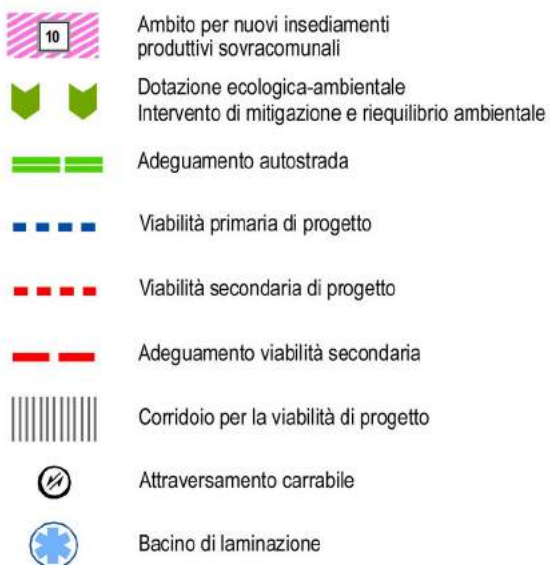 10
Ambito per nuovi insediamenti
produttivi sovracomunali
Dotazione ecologica-ambientale
Intervento di mitigazione e riequilibrio ambientale
Adeguamento autostrada
Viabilità primaria di progetto
Viabilità secondaria di progetto
Adeguamento viabilità secondaria
Corridoio per la viabilità di progetto
Attraversamento carrabile
Bacino di laminazione